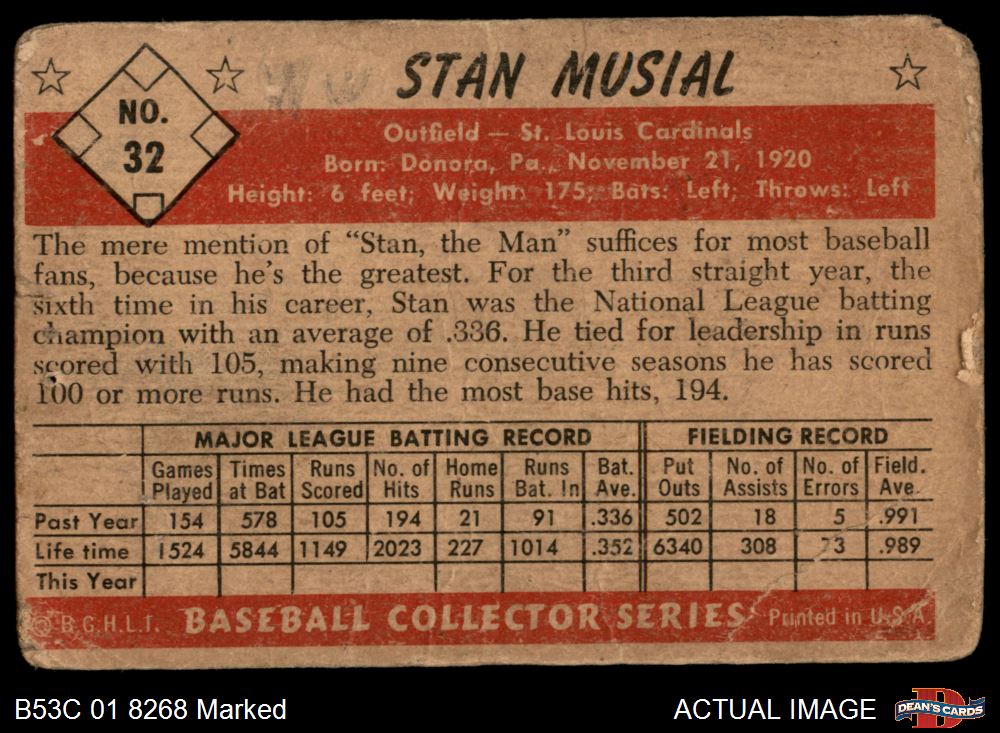 NO.
32
STAN MUSIAL
Outfield — St. Louis Cardinals
Born: Donora, Pa., November 21, 1920
Height: 6 feet; Weight: 175; Bats: Left; Throws: Left
The mere mention of “Stan, the Man” suffices for most baseball
fans, because he's the greatest. For the third straight year, the
sixth time in his career, Stan was the National League batting
champion with an average of .336. He tied for leadership in runs
scored with 105, making nine consecutive seasons he has scored
100 or more runs. He had the most base hits, 194.
MAJOR LEAGUE BATTING RECORD FIELDING RECORD
Games Times Runs No. of Home Runs Bat. Put No. of No. of Field.
Played at Bat Scored Hits Runs Bat. In Ave. Outs Assists Errors Ave.
Past Year 154 578 105 194 21 91 .336 502 18 5 .991
Life time 1524 5844 1149 2023 227 1014 .352 6340 308 73 .989
This Year
© B.G.H.L.I. BASEBALL COLLECTOR SERIES Printed in U.S.A.
B53C 01 8268 Marked ACTUAL IMAGE DEAN'S CARDS